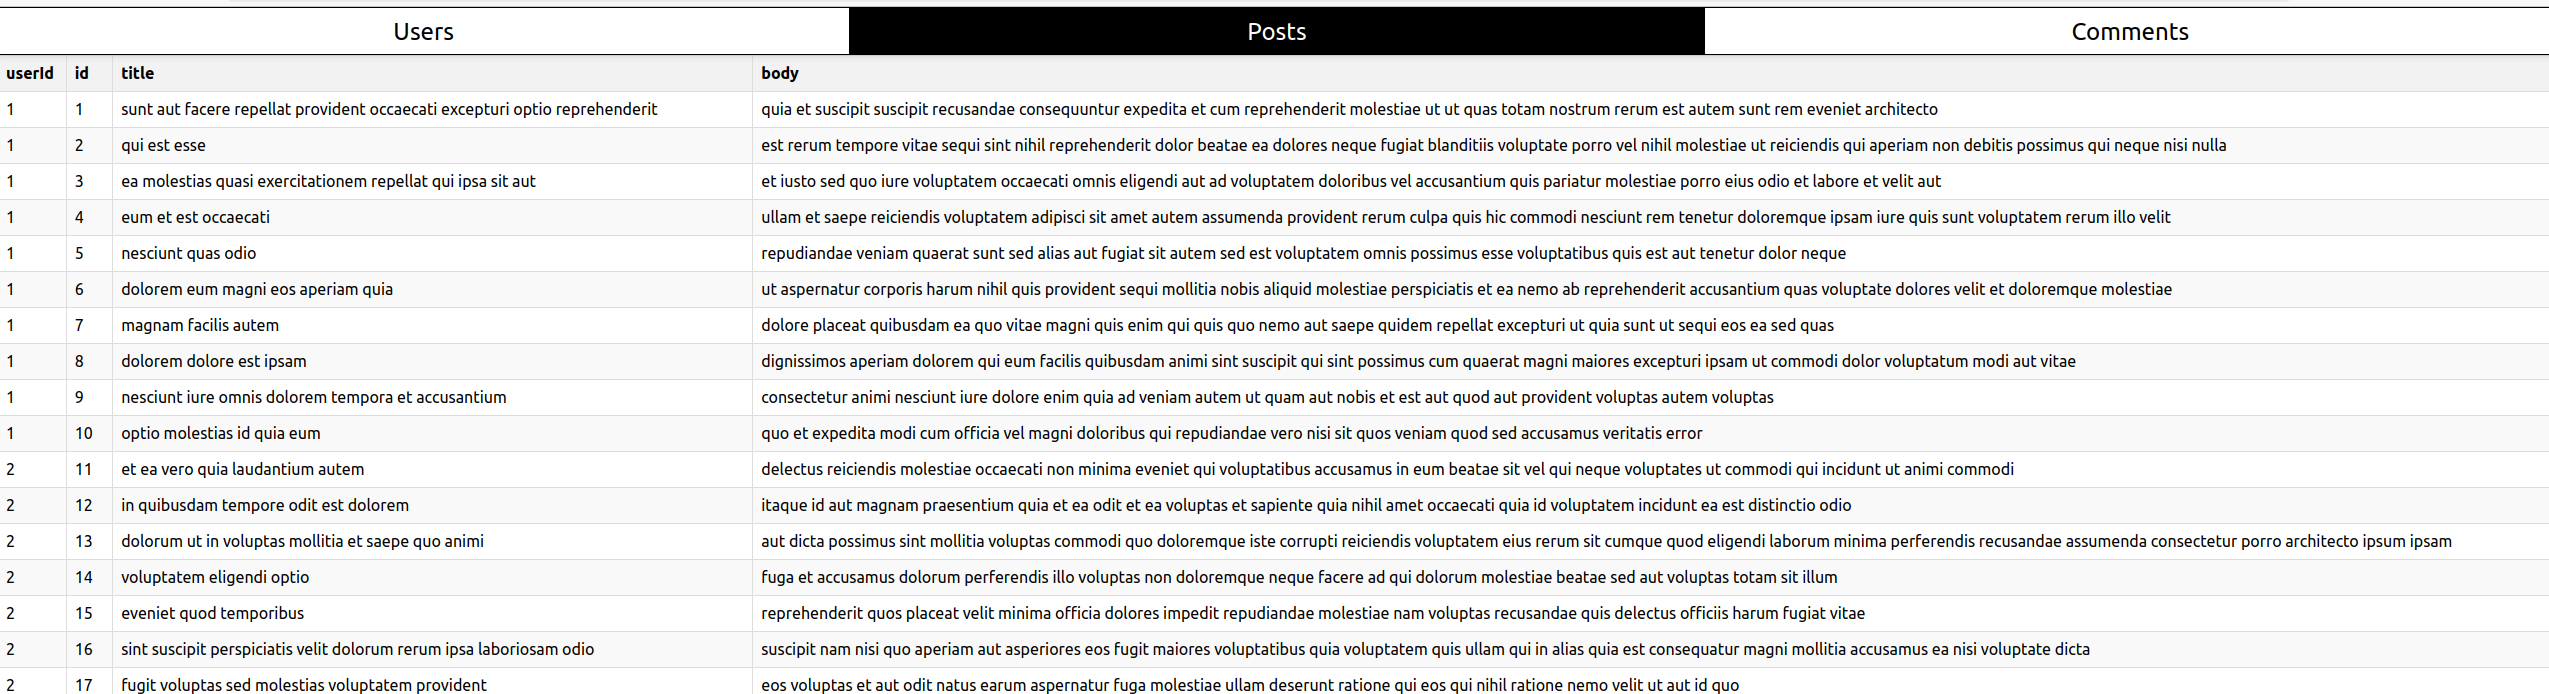 Users Posts Comments
userId id title body
1 1 sunt aut facere repellat provident occaecati excepturi optio reprehenderit quia et suscipit suscipit recusandae consequuntur expedita et cum reprehenderit molestiae ut ut quas totam nostrum rerum est autem sunt rem eveniet architecto
1 2 qui est esse est rerum tempore vitae sequi sint nihil reprehenderit dolor beatae ea dolores neque fugiat blanditiis voluptate porro vel nihil molestiae ut reiciendis qui aperiam non debitis possimus qui neque nisi nulla
1 3 ea molestias quasi exercitationem repellat qui ipsa sit aut et iusto sed quo iure voluptatem occaecati omnis eligendi aut ad voluptatem doloribus vel accusantium quis pariatur molestiae porro eius odio et labore et velit aut
1 4 eum et est occaecati ullam et saepe reiciendis voluptatem adipisci sit amet autem assumenda provident rerum culpa quis hic commodi nesciunt rem tenetur doloremque ipsam iure quis sunt voluptatem rerum illo velit
1 5 nesciunt quas odio repudiandae veniam quaerat sunt sed alias aut fugiat sit autem sed est voluptatem omnis possimus esse voluptatibus quis est aut tenetur dolor neque
1 6 dolorem eum magni eos aperiam quia ut aspernatur corporis harum nihil quis provident sequi mollitia nobis aliquid molestiae perspiciatis et ea nemo ab reprehenderit accusantium quas voluptate dolores velit et doloremque molestiae
1 7 magnam facilis autem dolore placeat quibusdam ea quo vitae magni quis enim qui quis quo nemo aut saepe quidem repellat excepturi ut quia sunt ut sequi eos ea sed quas
1 8 dolorem dolore est ipsam dignissimos aperiam dolorem qui eum facilis quibusdam animi sint suscipit qui sint possimus cum quaerat magni maiores excepturi ipsam ut commodi dolor voluptatum modi aut vitae
1 9 nesciunt iure omnis dolorem tempora et accusantium consectetur animi nesciunt iure dolore enim quia ad veniam autem ut quam aut nobis et est aut quod aut provident voluptas autem voluptas
1 10 optio molestias id quia eum quo et expedita modi cum officia vel magni doloribus qui repudiandae vero nisi sit quos veniam quod sed accusamus veritatis error
2 11 et ea vero quia laudantium autem delectus reiciendis molestiae occaecati non minima eveniet qui voluptatibus accusamus in eum beatae sit vel qui neque voluptates ut commodi qui incidunt ut animi commodi
2 12 in quibusdam tempore odit est dolorem itaque id aut magnam praesentium quia et ea odit et ea voluptas et sapiente quia nihil amet occaecati quia id voluptatem incidunt ea est distinctio odio
2 13 dolorum ut in voluptas mollitia et saepe quo animi aut dicta possimus sint mollitia voluptas commodi quo doloremque iste corrupti reiciendis voluptatem eius rerum sit cumque quod eligendi laborum minima perferendis recusandae assumenda consectetur porro architecto ipsum ipsam
2 14 voluptatem eligendi optio fuga et accusamus dolorum perferendis illo voluptas non doloremque neque facere ad qui dolorum molestiae beatae sed aut voluptas totam sit illum
2 15 eveniet quod temporibus reprehenderit quos placeat velit minima officia dolores impedit repudiandae molestiae nam voluptas recusandae quis delectus officiis harum fugiat vitae
2 16 sint suscipit perspiciatis velit dolorum rerum ipsa laboriosam odio suscipit nam nisi quo aperiam aut asperiores eos fugit maiores voluptatibus quia voluptatem quis ullam qui in alias quia est consequatur magni mollitia accusamus ea nisi voluptate dicta
2 17 fugit voluptas sed molestias voluptatem provident eos voluptas et aut odit natus earum aspernatur fuga molestiae ullam deserunt ratione qui eos qui nihil ratione nemo velit ut aut id quo